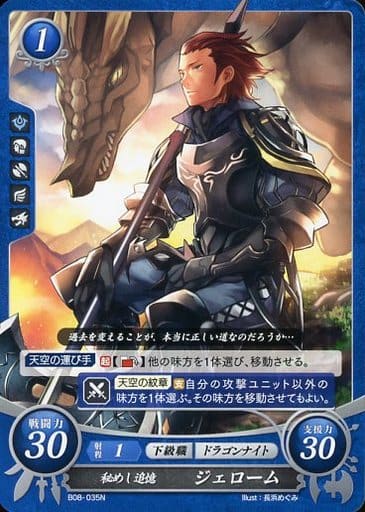 1
過去を変えることが、本当に正しい道なのだろうか…
天空の運び手 起【】他の味方を1体選び、移動させる。
天空の紋章 支 自分の攻撃ユニット以外の
味方を1体選ぶ。その味方を移動させてもよい。
戦闘力
30
射程 1 下級職 ドラゴンナイト
支援力
30
秘めし追憶 ジェローム
B08-035N
Illust:長浜めぐみ